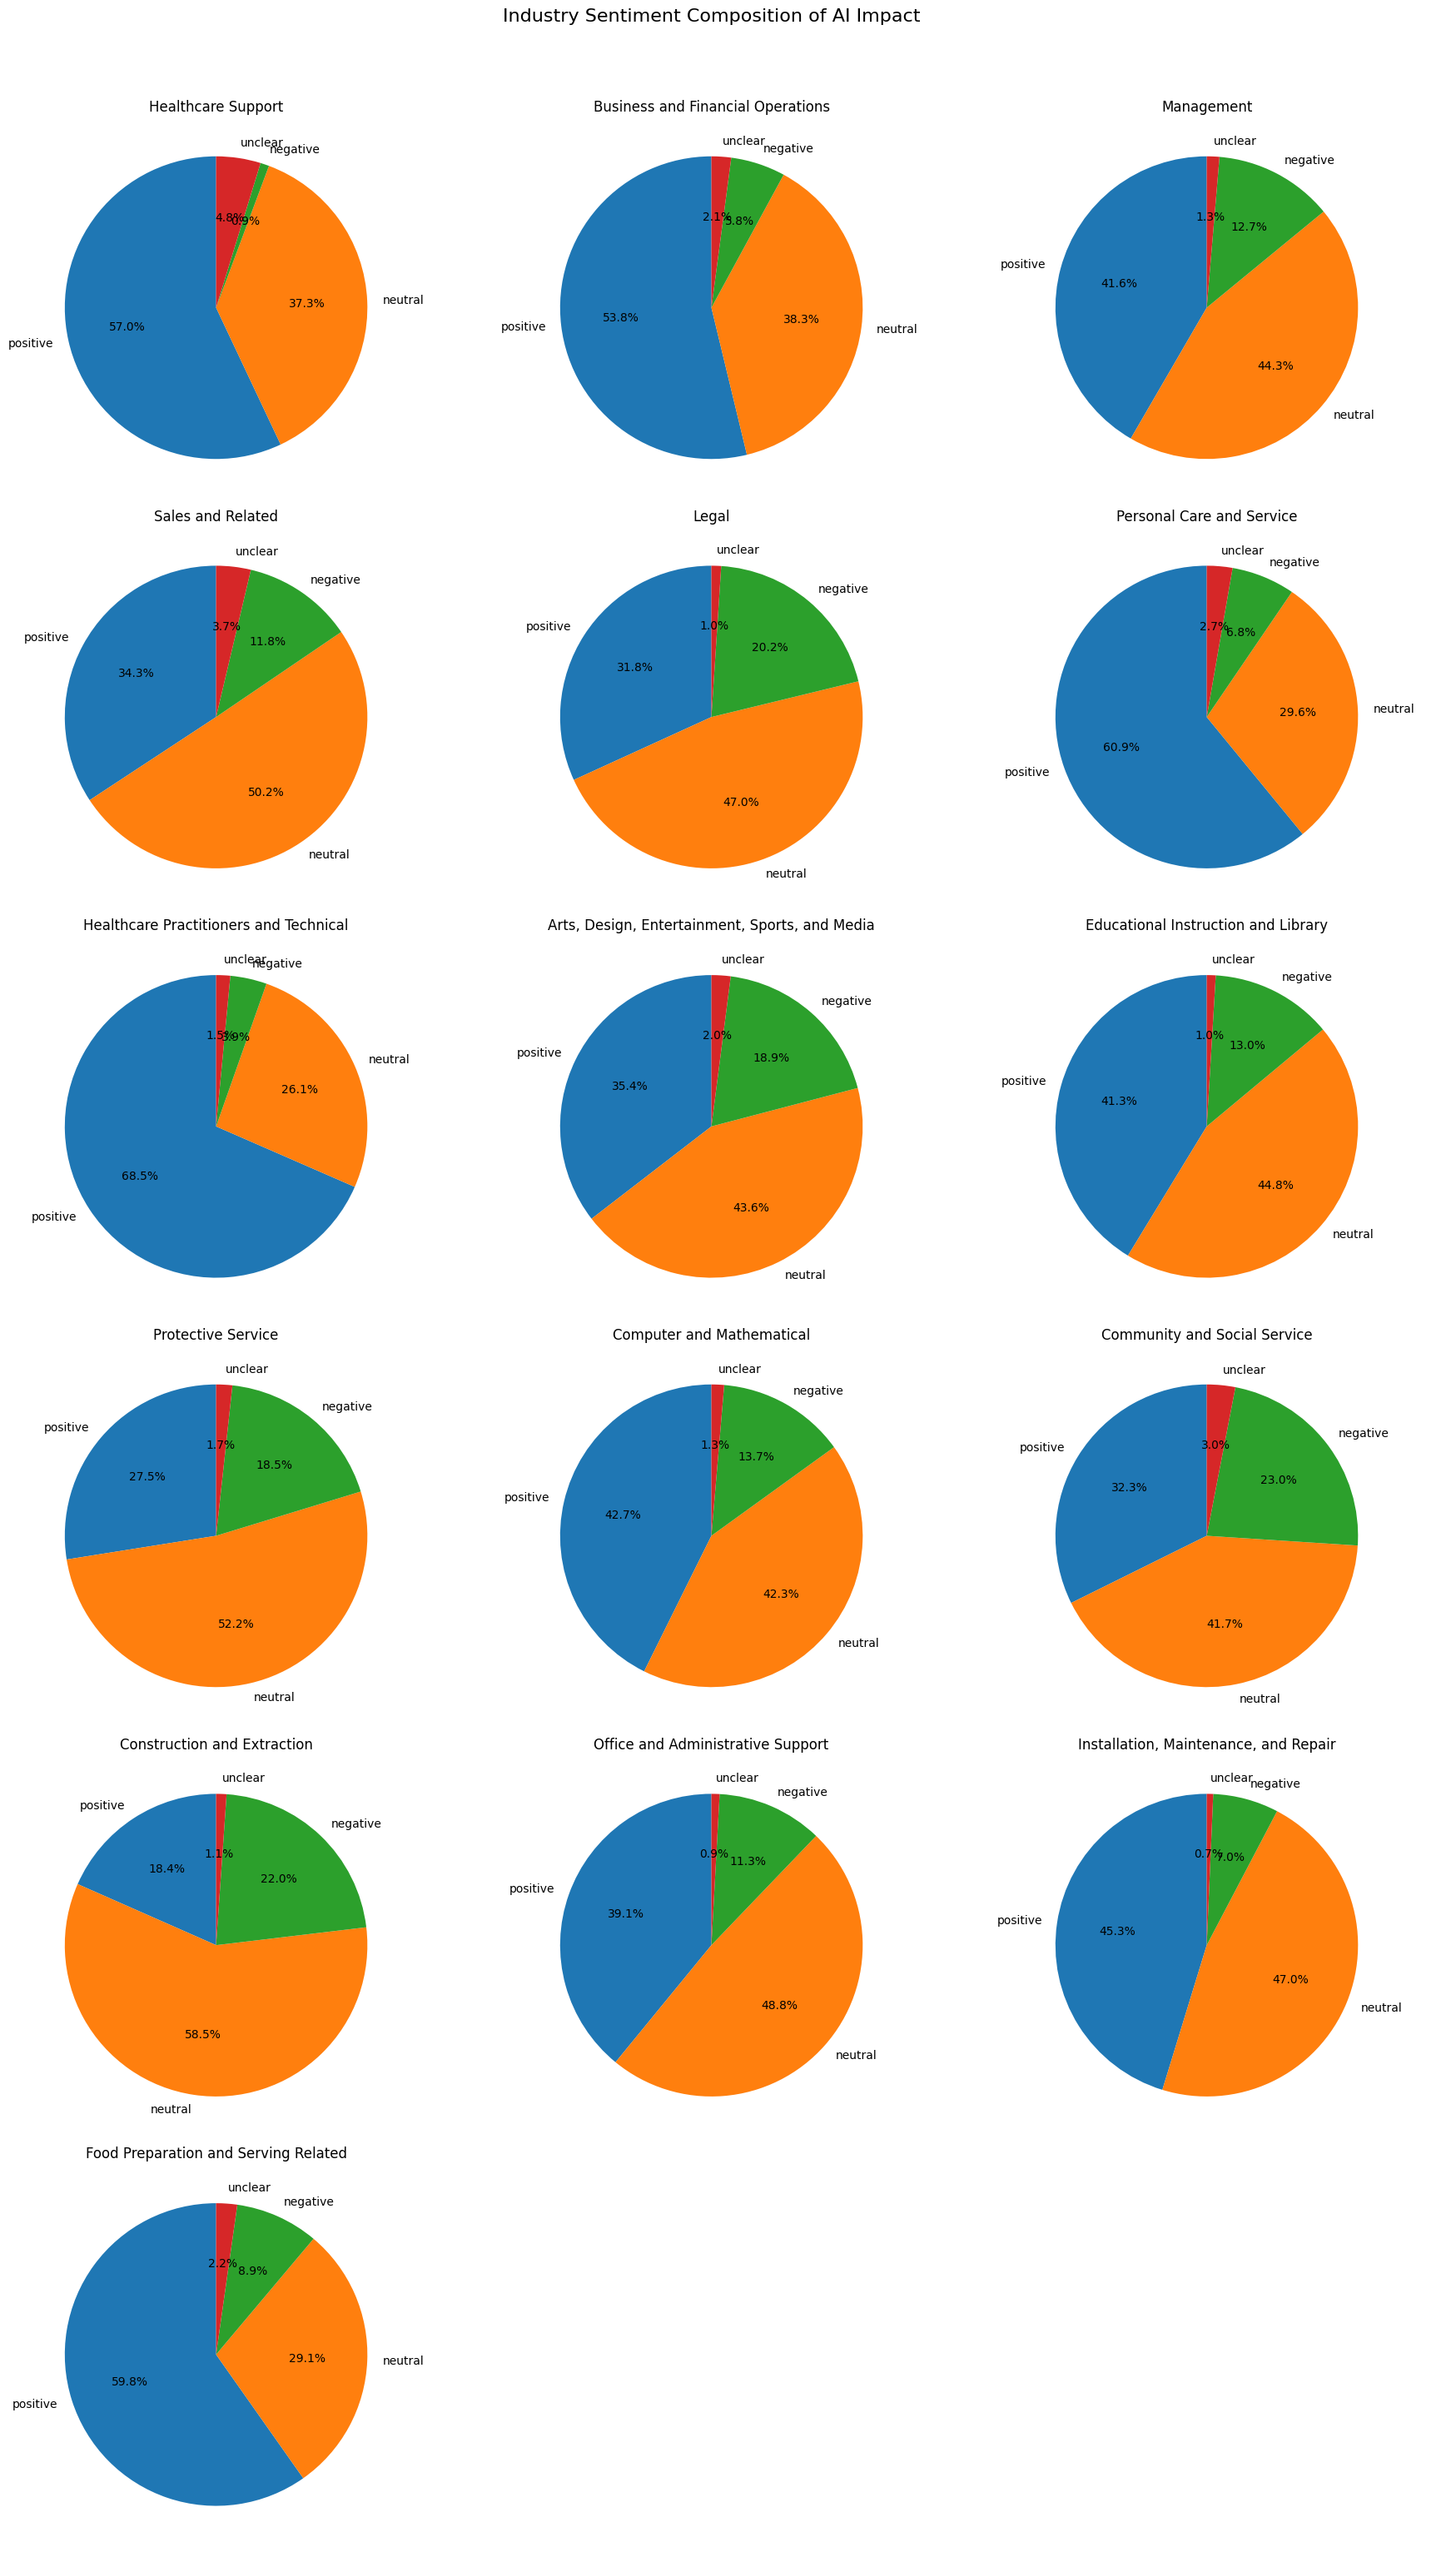 Industry Sentiment Composition of AI Impact
Healthcare Support
unclear
negative
4.8%
0.9%
neutral
37.3%
57.0%
positive
Business and Financial Operations
unclear
negative
2.1%
5.8%
53.8%
38.3%
positive
neutral
Management
unclear
negative
1.3%
12.7%
positive
41.6%
44.3%
neutral
Sales and Related
unclear
negative
3.7%
11.8%
positive
34.3%
50.2%
neutral
Legal
unclear
negative
1.0%
20.2%
positive
31.8%
47.0%
neutral
Personal Care and Service
unclear
negative
2.7%
6.8%
29.6%
neutral
60.9%
positive
Healthcare Practitioners and Technical
unclear
negative
1.5%
3.9%
neutral
26.1%
68.5%
positive
Arts, Design, Entertainment, Sports, and Media
unclear
negative
2.0%
18.9%
positive
35.4%
43.6%
neutral
Educational Instruction and Library
unclear
negative
1.0%
13.0%
positive
41.3%
44.8%
neutral
Protective Service
unclear
negative
positive
1.7%
18.5%
27.5%
52.2%
neutral
Computer and Mathematical
unclear
negative
1.3%
13.7%
positive
42.7%
42.3%
neutral
Community and Social Service
unclear
negative
positive
3.0%
23.0%
32.3%
41.7%
neutral
Construction and Extraction
unclear
positive
negative
1.1%
18.4%
22.0%
58.5%
neutral
Office and Administrative Support
unclear
negative
0.9%
11.3%
positive
39.1%
48.8%
neutral
Installation, Maintenance, and Repair
unclear
negative
0.7%
7.0%
positive
45.3%
47.0%
neutral
Food Preparation and Serving Related
unclear
negative
2.2%
8.9%
29.1%
neutral
59.8%
positive